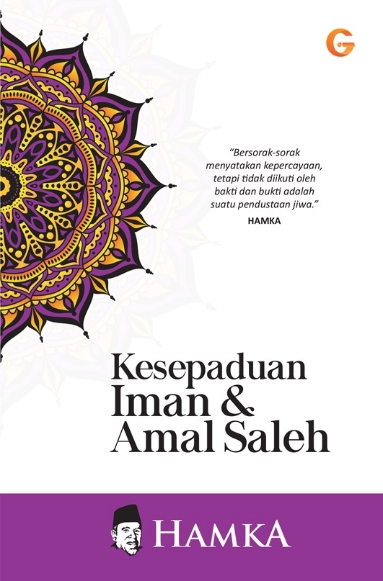 G
“Bersorak-sorak
menyatakan kepercayaan,
tetapi tidak diikuti oleh
bakti dan bukti adalah
suatu pendustaan jiwa.”
HAMKA
Kesepaduan
Iman &
Amal Saleh
HAMKA